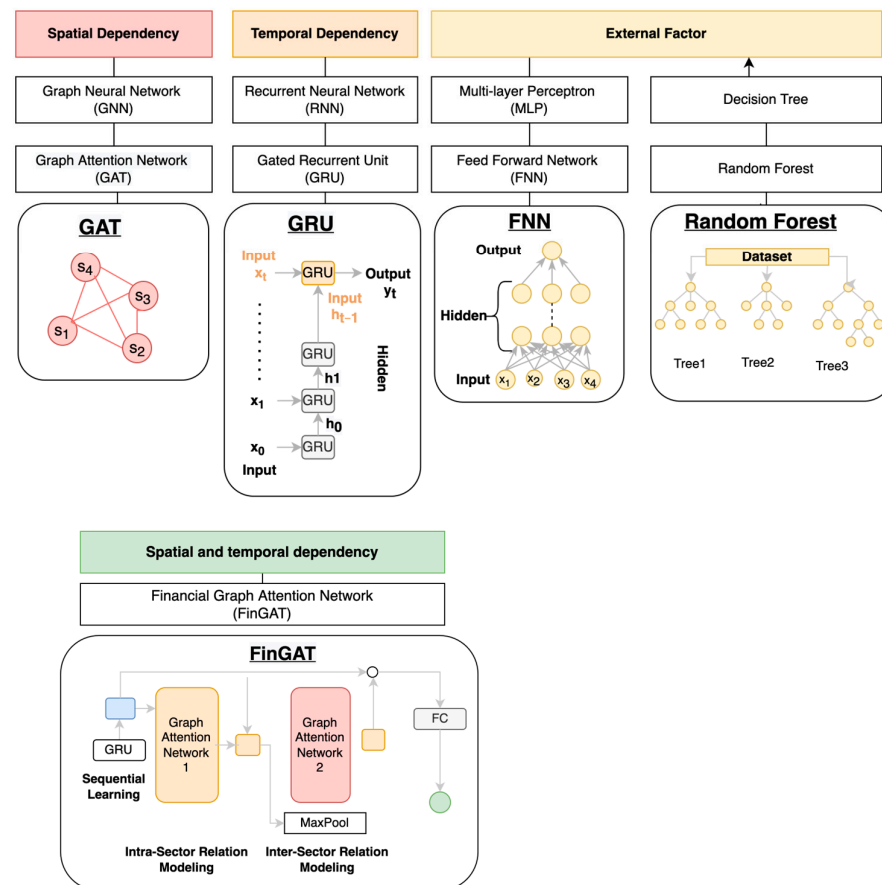 Spatial Dependency
Temporal Dependency
External Factor
Graph Neural Network
(GNN)
Recurrent Neural Network
(RNN)
Multi-layer Perceptron
(MLP)
Decision Tree
Graph Attention Network
(GAT)
Gated Recurrent Unit
(GRU)
Feed Forward Network
(FNN)
Random Forest
GAT
s4
s3
s1
s2
GRU
Input
xt
GRU
Output
yt
Input
ht−1
Hidden
GRU
h1
x1
GRU
h0
x0
GRU
Input
FNN
Output
Hidden
Input
x1
x2
x3
x4
Random Forest
Dataset
Tree1
Tree2
Tree3
Spatial and temporal dependency
Financial Graph Attention Network
(FinGAT)
FinGAT
GRU
Sequential
Learning
Graph
Attention
Network
1
Graph
Attention
Network
2
FC
MaxPool
Intra-Sector Relation
Modeling
Inter-Sector Relation
Modeling